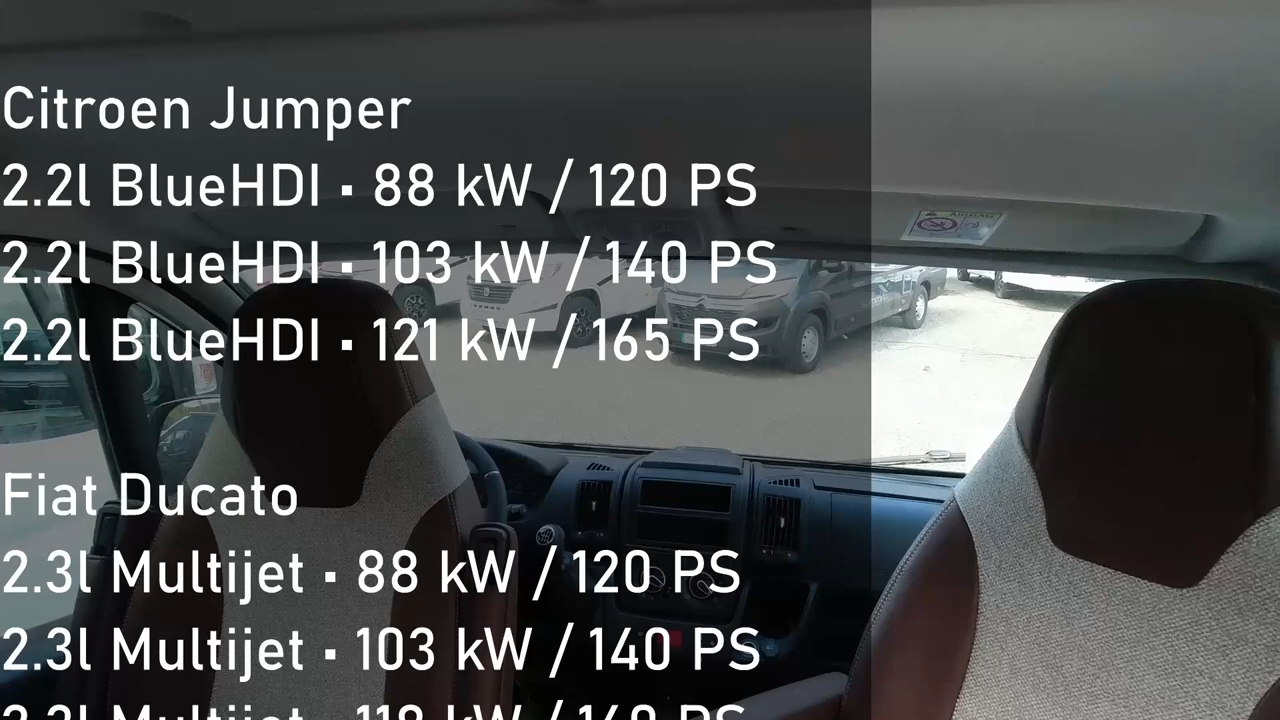 Citroen Jumper
2.2l BlueHDI ▪ 88 kW / 120 PS
2.2l BlueHDI ▪ 103 kW / 140 PS
2.2l BlueHDI ▪ 121 kW / 165 PS
Fiat Ducato
2.3l Multijet ▪ 88 kW / 120 PS
2.3l Multijet ▪ 103 kW / 140 PS
AIRBAG